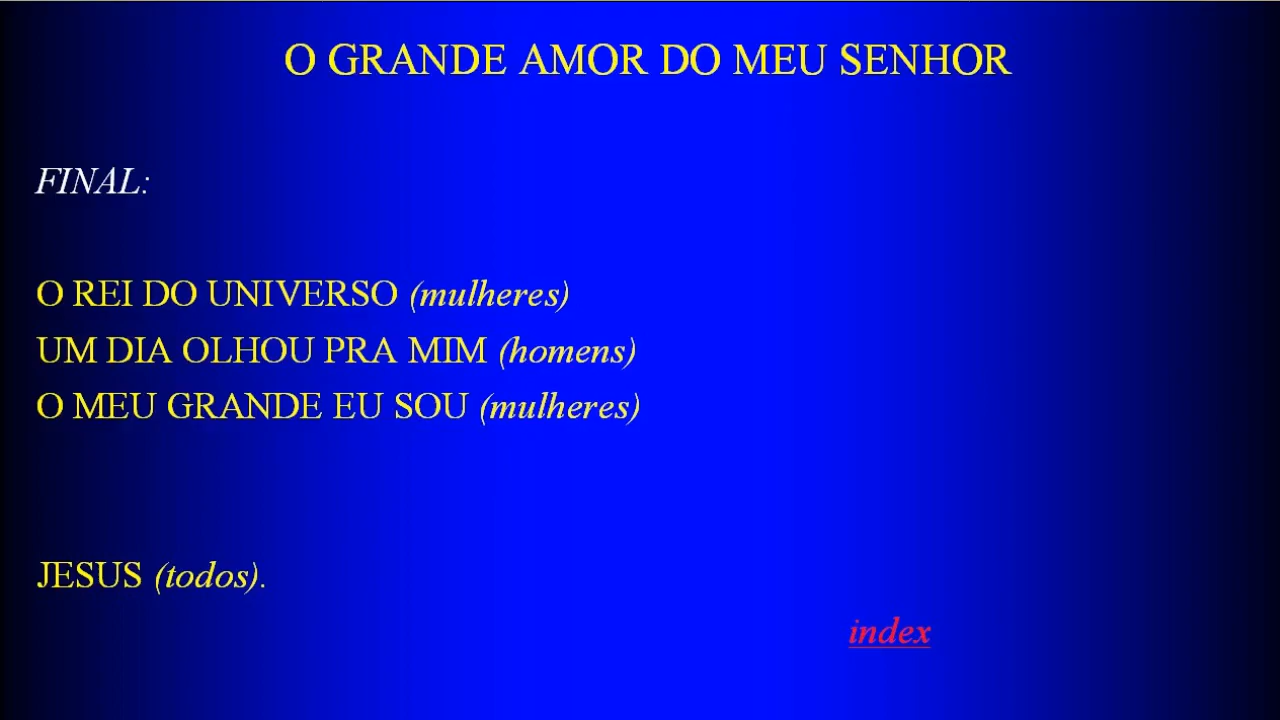 O GRANDE AMOR DO MEU SENHOR
FINAL:
O REI DO UNIVERSO (mulheres)
UM DIA OLHOU PRA MIM (homens)
O MEU GRANDE EU SOU (mulheres)
JESUS (todos).
index